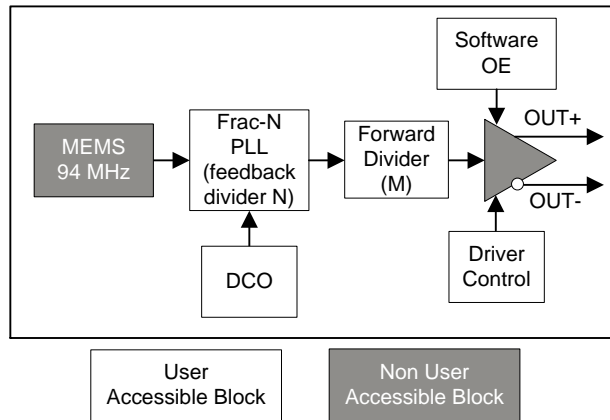 Software
OE
OUT+
MEMS
94 MHz
Frac-N
PLL
(feedback
divider N)
Forward
Divider
(M)
OUT-
DCO
Driver
Control
User
Accessible Block
Non User
Accessible Block